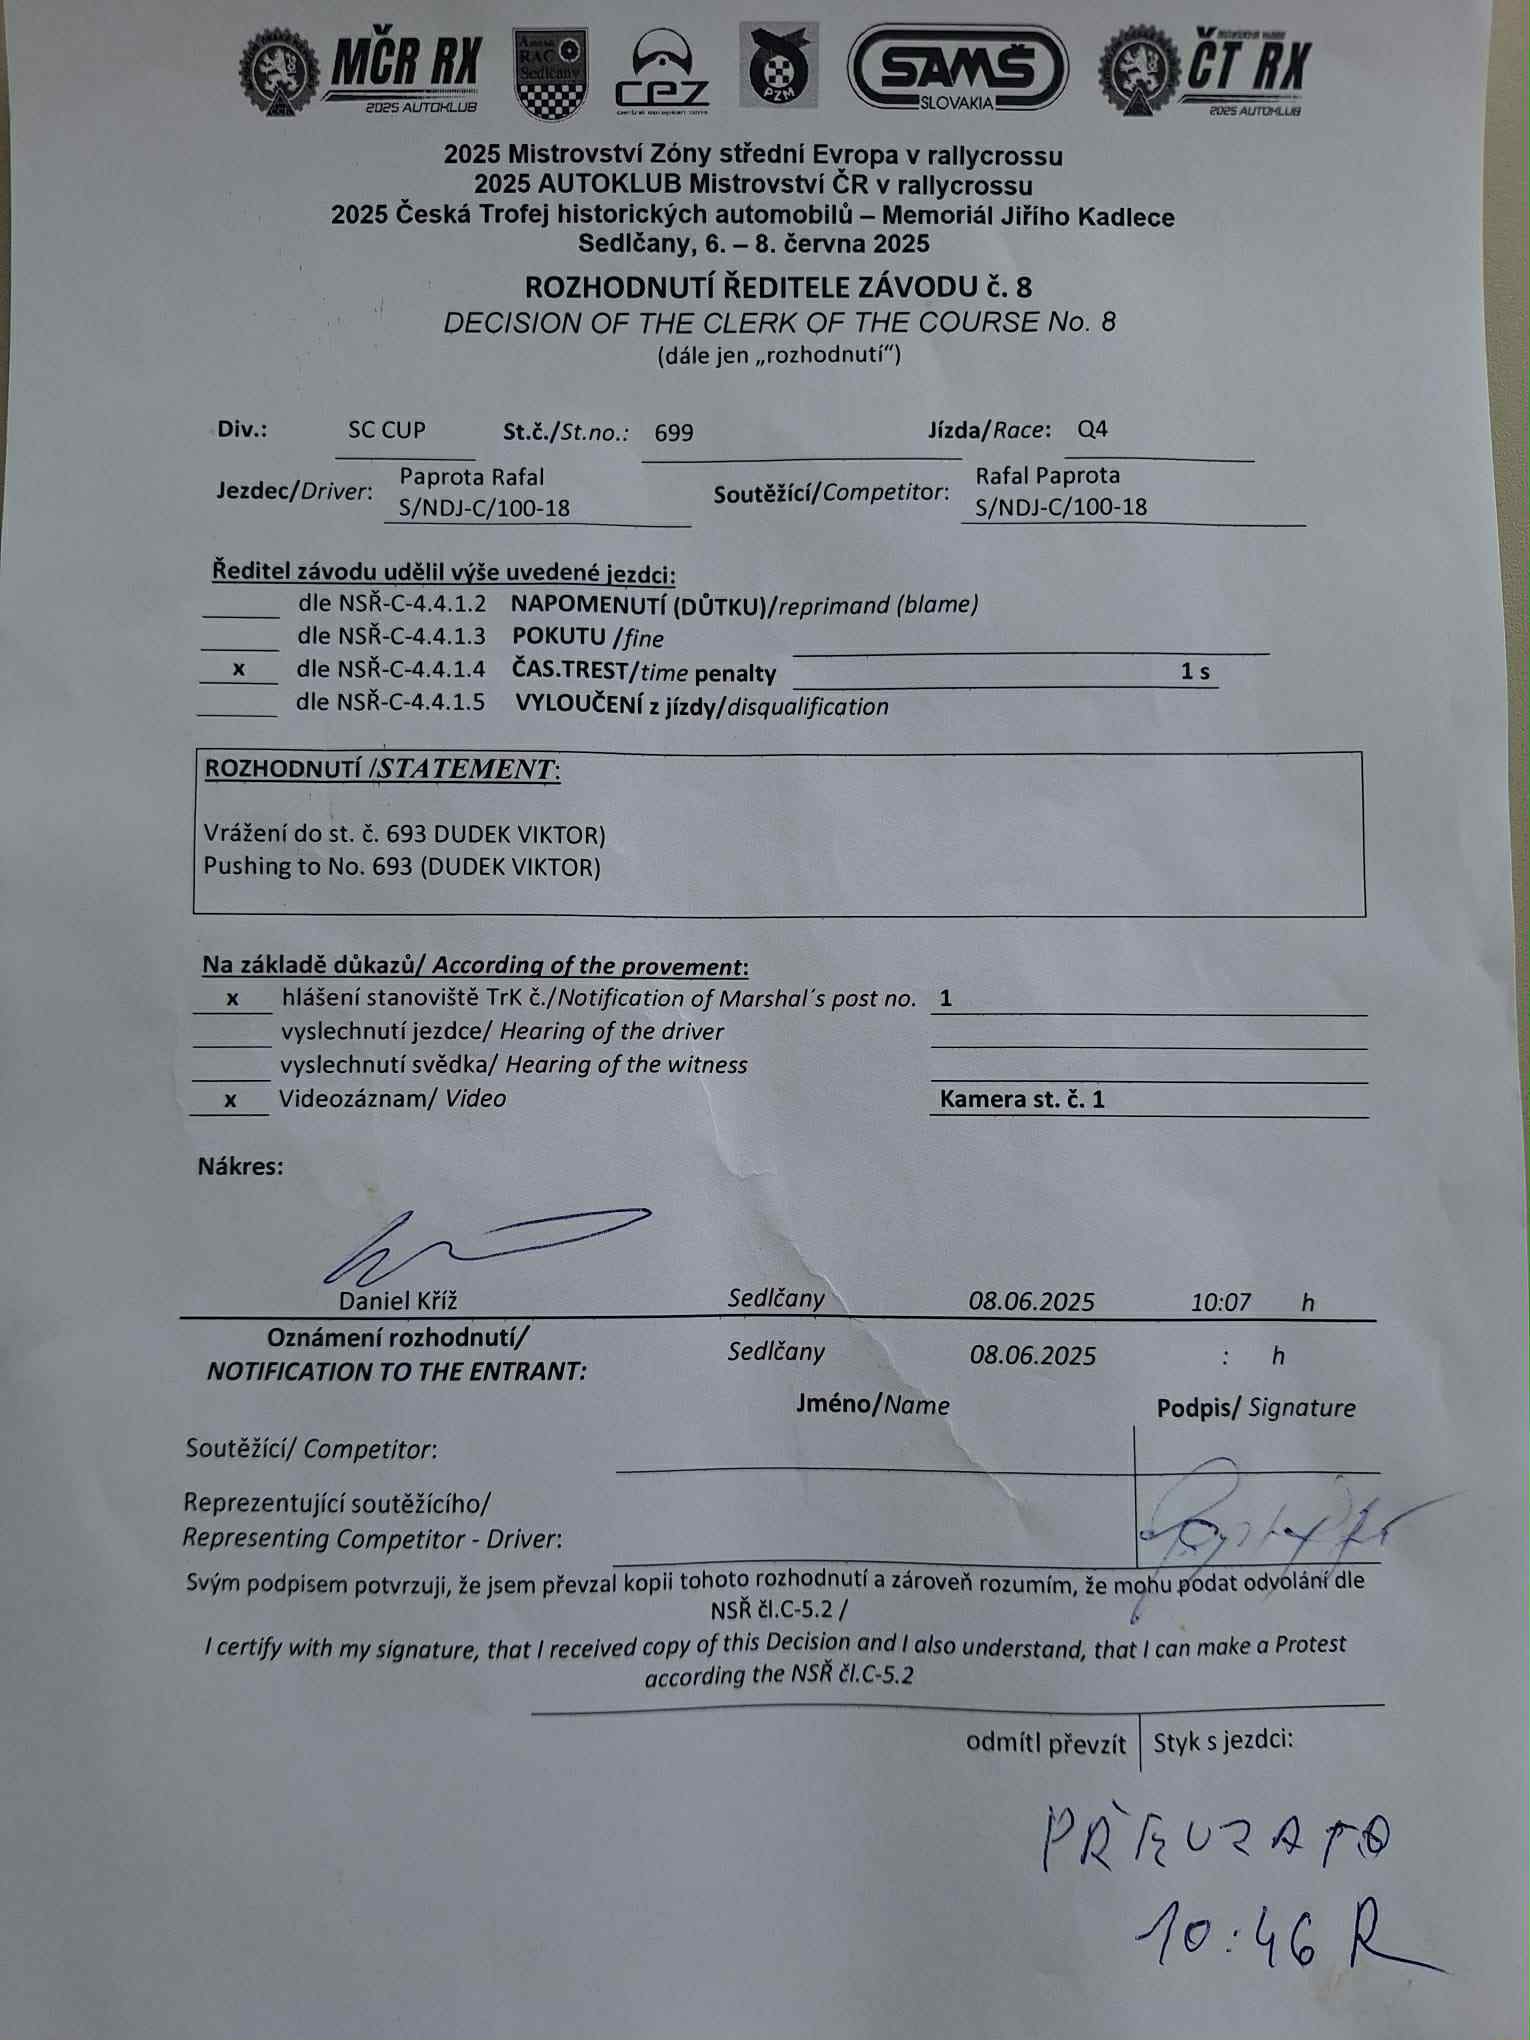 MČR RX
2025 AUTOKLUB
RAC
Sedlčany
CEZ
PZM
SAMŠ
SLOVAKIA
ČT RX
2025 AUTOKLUB
2025 Mistrovství Zóny střední Evropa v rallycrossu
2025 AUTOKLUB Mistrovství ČR v rallycrossu
2025 Česká Trofej historických automobilů – Memoriál Jiřího Kadlece
Sedlčany, 6. – 8. června 2025
ROZHODNUTÍ ŘEDITELE ZÁVODU č. 8
DECISION OF THE CLERK OF THE COURSE No. 8
(dále jen „rozhodnutí“)
Div.: SC CUP St.č./St.no.: 699 Jízda/Race: Q4
Jezdec/Driver: Paprota Rafal S/NDJ-C/100-18 Soutěžící/Competitor: Rafal Paprota S/NDJ-C/100-18
Ředitel závodu udělil výše uvedené jezdci:
dle NSŘ-C-4.4.1.2 NAPOMENUTÍ (DŮTKU)/reprimand (blame)
dle NSŘ-C-4.4.1.3 POKUTU /fine
x dle NSŘ-C-4.4.1.4 ČAS.TREST/time penalty 1 s
dle NSŘ-C-4.4.1.5 VYLOUČENÍ z jízdy/disqualification
ROZHODNUTÍ /STATEMENT:
Vrážení do st. č. 693 DUDEK VIKTOR)
Pushing to No. 693 (DUDEK VIKTOR)
Na základě důkazů/ According of the provement:
x hlášení stanoviště TrK č./Notification of Marshal´s post no. 1
vyslechnutí jezdce/ Hearing of the driver
vyslechnutí svědka/ Hearing of the witness
x Videozáznam/ Video Kamera st. č. 1
Nákres:
Daniel Kříž Sedlčany 08.06.2025 10:07 h
Oznámení rozhodnutí/
NOTIFICATION TO THE ENTRANT: Sedlčany 08.06.2025 : h
Jméno/Name Podpis/ Signature
Soutěžící/ Competitor:
Reprezentující soutěžícího/
Representing Competitor - Driver:
Svým podpisem potvrzuji, že jsem převzal kopii tohoto rozhodnutí a zároveň rozumím, že mohu podat odvolání dle
NSŘ čl.C-5.2 /
I certify with my signature, that I received copy of this Decision and I also understand, that I can make a Protest
according the NSŘ čl.C-5.2
odmítl převzít Styk s jezdci:
PŘEVZATO
10:46 R